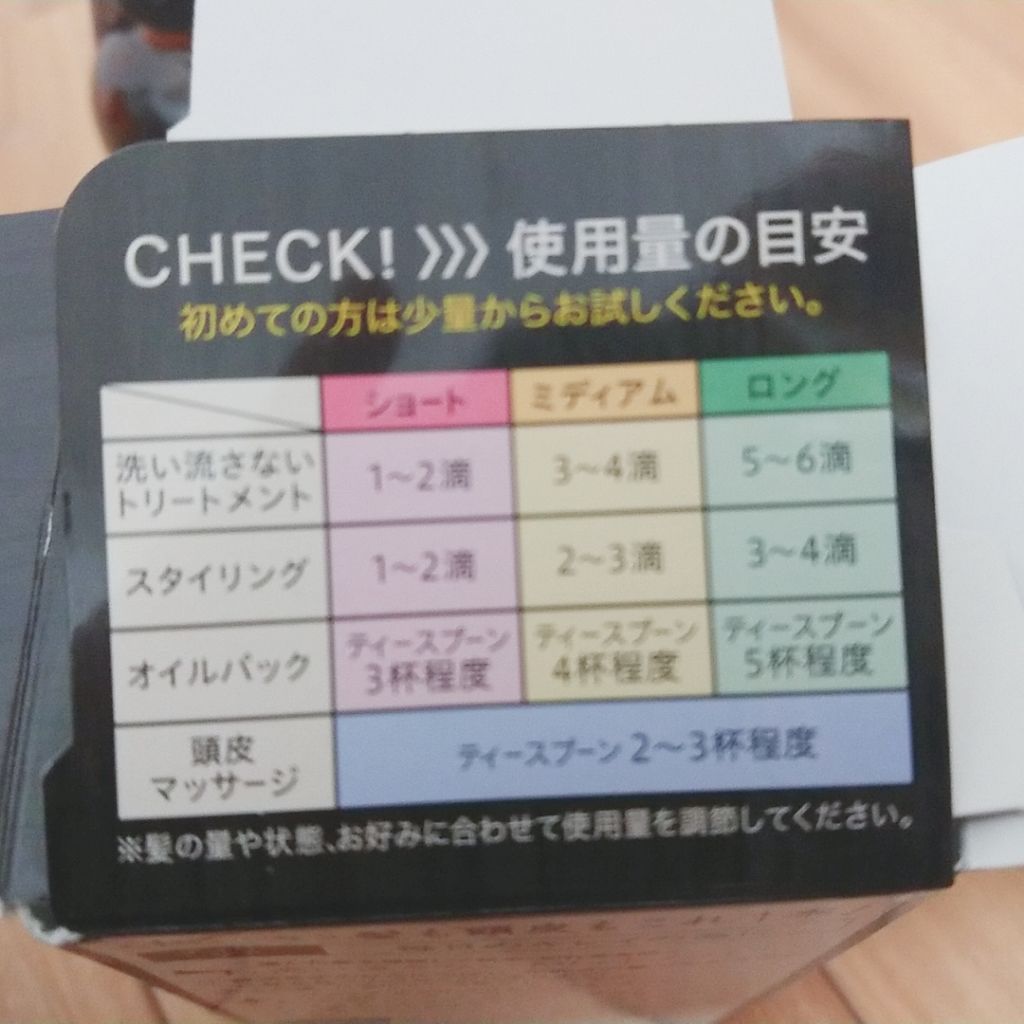 CHECK! 》》 使用量の目安
初めての方は少量からお試しください。
ショート ミディアム ロング
洗い流さない
トリートメント
1～2滴 3～4滴 5～6滴
スタイリング 1～2滴 2～3滴 3～4滴
オイルパック
ティースプーン
3杯程度
ティースプーン
4杯程度
ティースプーン
5杯程度
頭皮
マッサージ
ティースプーン 2～3杯程度
※髪の量や状態、お好みに合わせて使用量を調節してください。